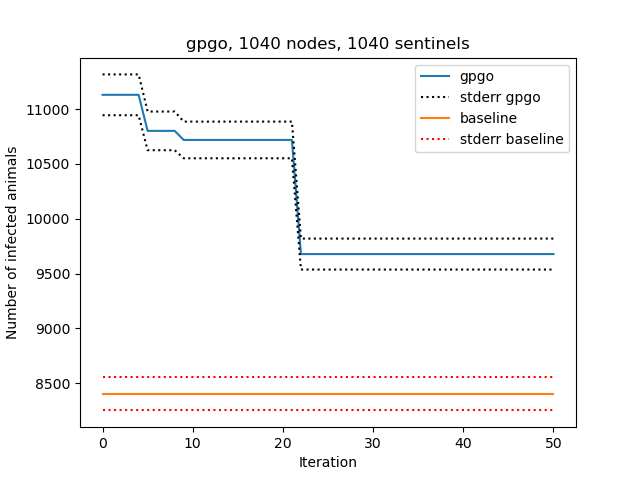 gpgo, 1040 nodes, 1040 sentinels
gpgo
stderr gpgo
baseline
stderr baseline
Number of infected animals
11000
10500
10000
9500
9000
8500
0 10 20 30 40 50
Iteration